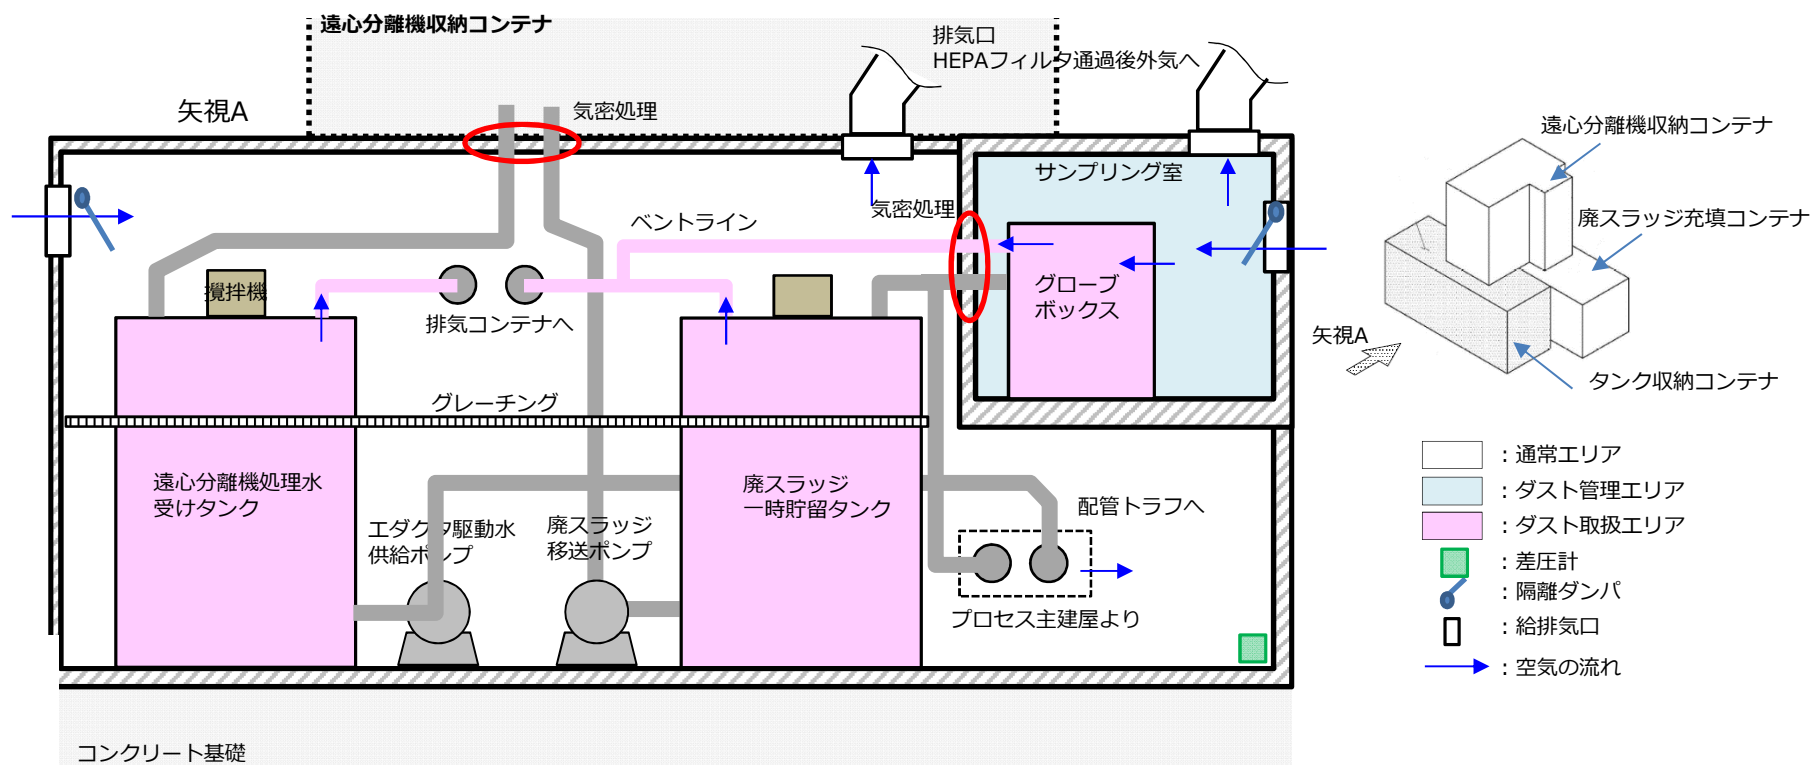 遠心分離機収納コンテナ
排気口
HEPAフィルタ通過後外気へ
矢視A
気密処理
サンプリング室
気密処理
ベントライン
攪拌機
排気コンテナへ
グローブ
ボックス
グレーチング
遠心分離機処理水
受けタンク
廃スラッジ
一時貯留タンク
エダクタ駆動水
供給ポンプ
廃スラッジ
移送ポンプ
配管トラフへ
プロセス主建屋より
コンクリート基礎
遠心分離機収納コンテナ
廃スラッジ充填コンテナ
矢視A
タンク収納コンテナ
：通常エリア
：ダスト管理エリア
：ダスト取扱エリア
：差圧計
：隔離ダンパ
：給排気口
：空気の流れ